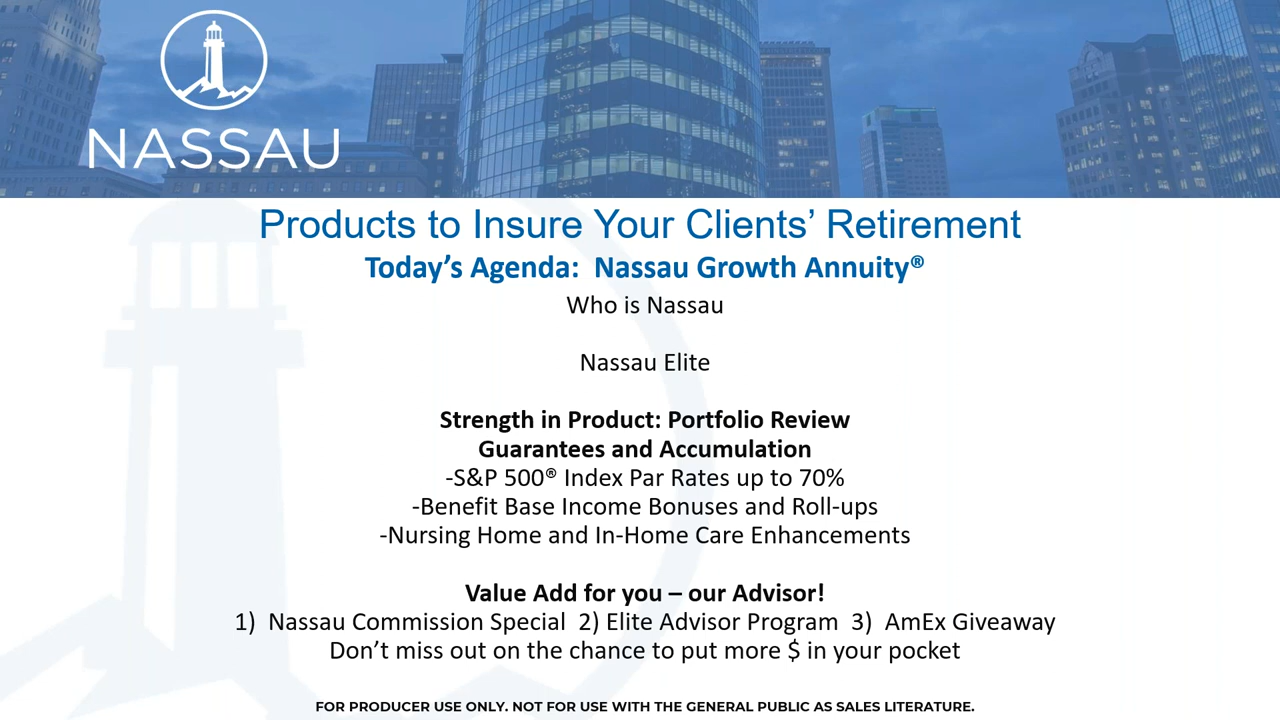 NASSAU
Products to Insure Your Clients’ Retirement
Today’s Agenda:  Nassau Growth Annuity®
Who is Nassau
Nassau Elite
Strength in Product: Portfolio Review
Guarantees and Accumulation
-S&P 500® Index Par Rates up to 70%
-Benefit Base Income Bonuses and Roll-ups
-Nursing Home and In-Home Care Enhancements
Value Add for you – our Advisor!
1)  Nassau Commission Special  2) Elite Advisor Program  3)  AmEx Giveaway
Don’t miss out on the chance to put more $ in your pocket
FOR PRODUCER USE ONLY. NOT FOR USE WITH THE GENERAL PUBLIC AS SALES LITERATURE.